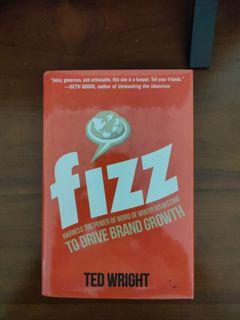 "Juicy, generous, and actionable, this one is a keeper. Tell your friends."
—SETH GODIN, author of Unleashing the Ideavirus
fizz
HARNESS THE POWER OF WORD OF MOUTH MARKETING
TO DRIVE BRAND GROWTH
TED WRIGHT